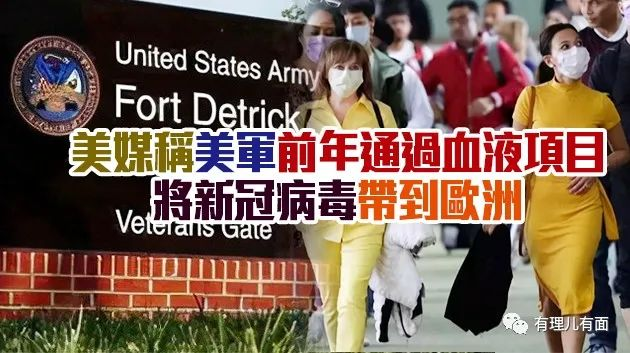 United States Army
Fort Detrick
美媒稱美軍前年通過血液項目
將新冠病毒帶到歐洲
Veterans Gate
有理儿有面